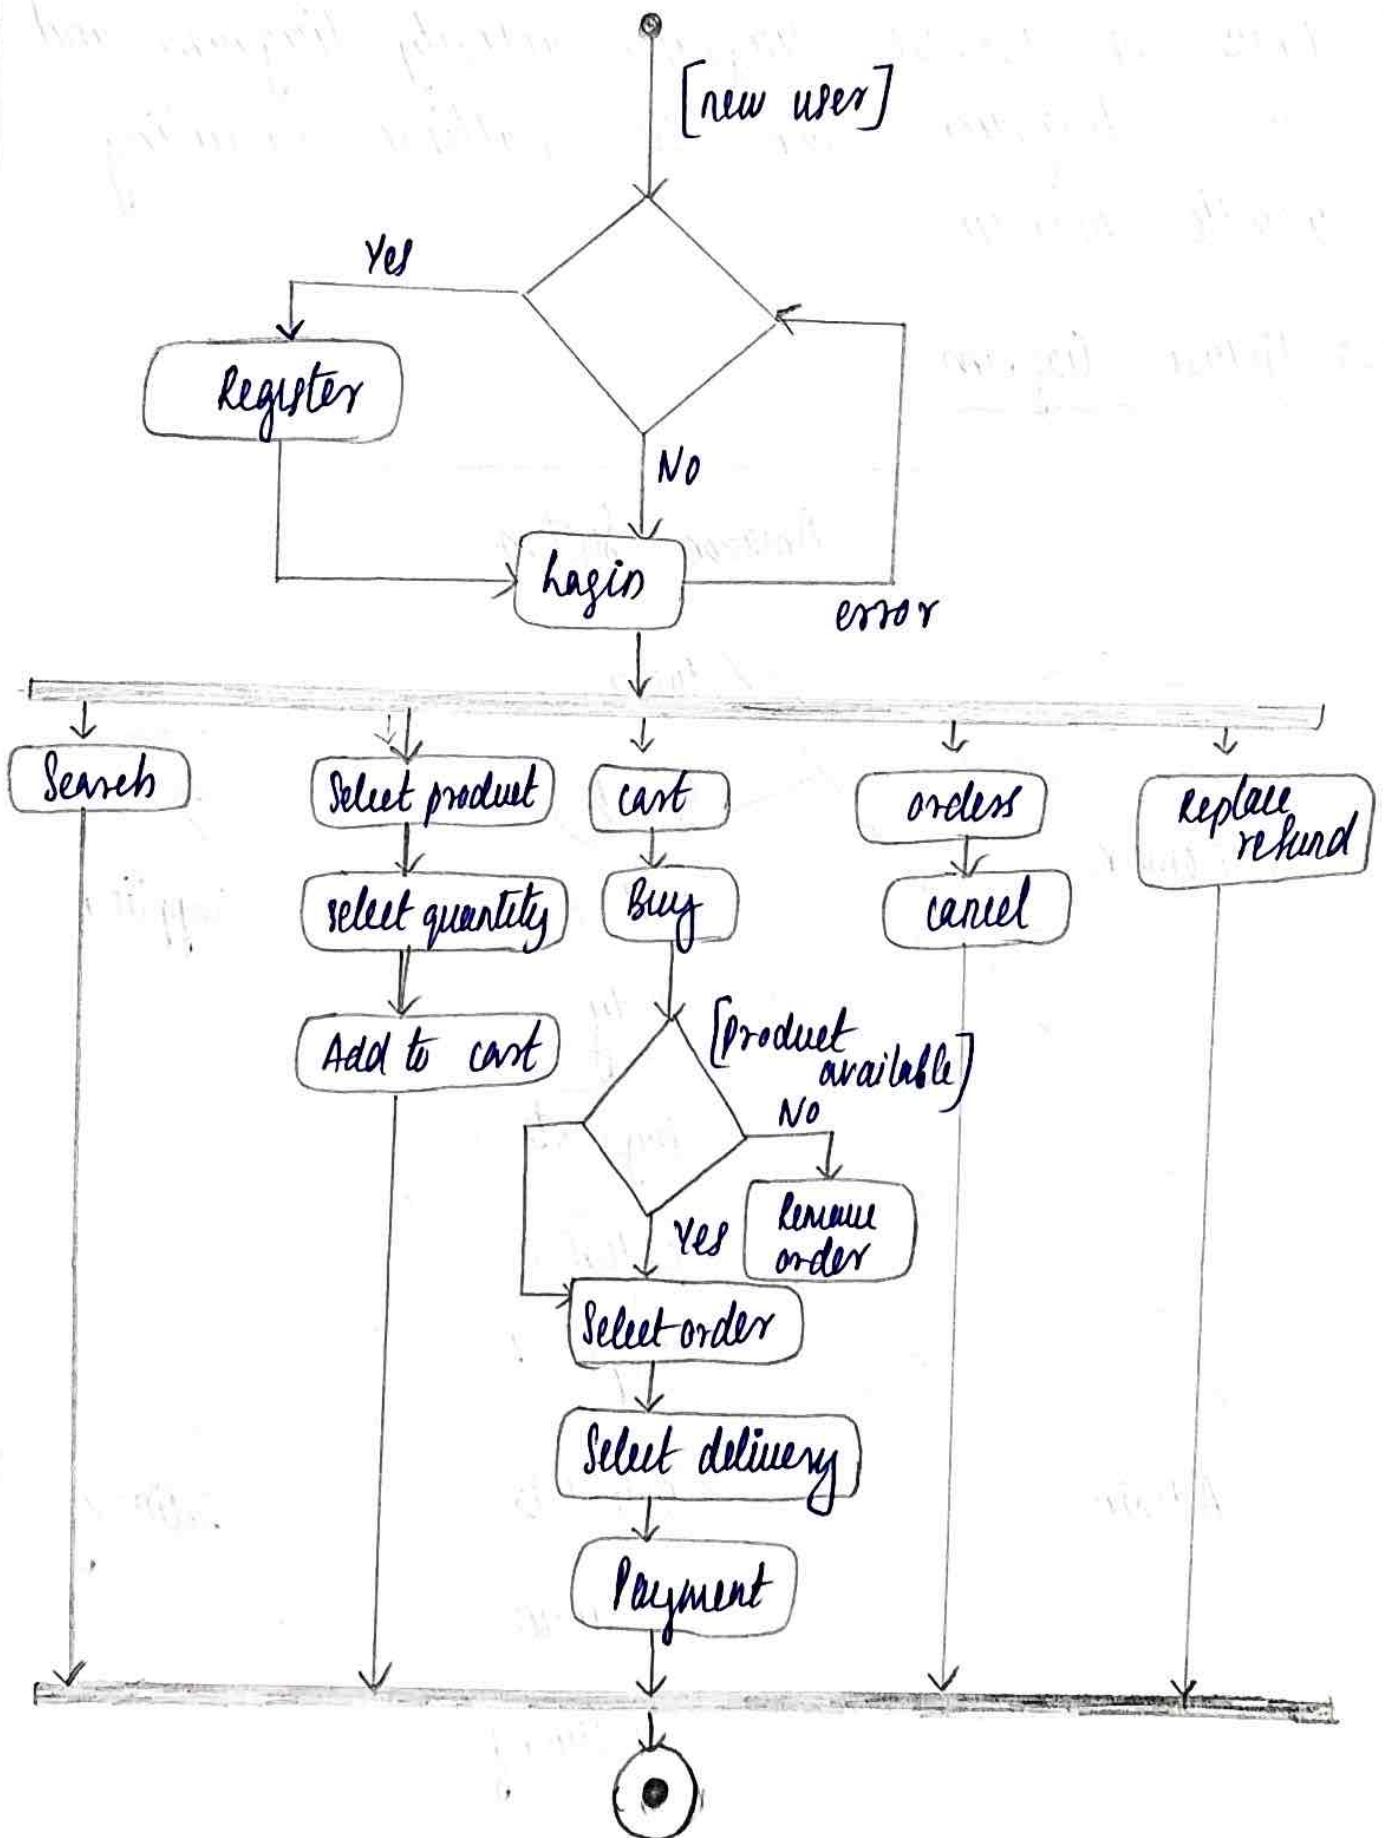 [new user]
Yes
Register
No
Login
error
Search
Select product
cart
orders
Replace
refund
select quantity
Buy
cancel
Add to cart
[product
available]
No
Yes
Remove
order
Select order
Select delivery
Payment